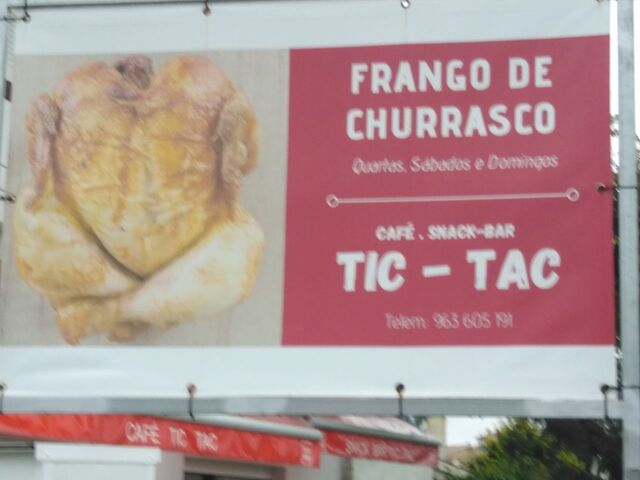 FRANGO DE
CHURRASCO
Quartas, Sábados e Domingos
CAFÉ . SNACK-BAR
TIC - TAC
Telem: 963 605 191
CAFÉ TIC TAC